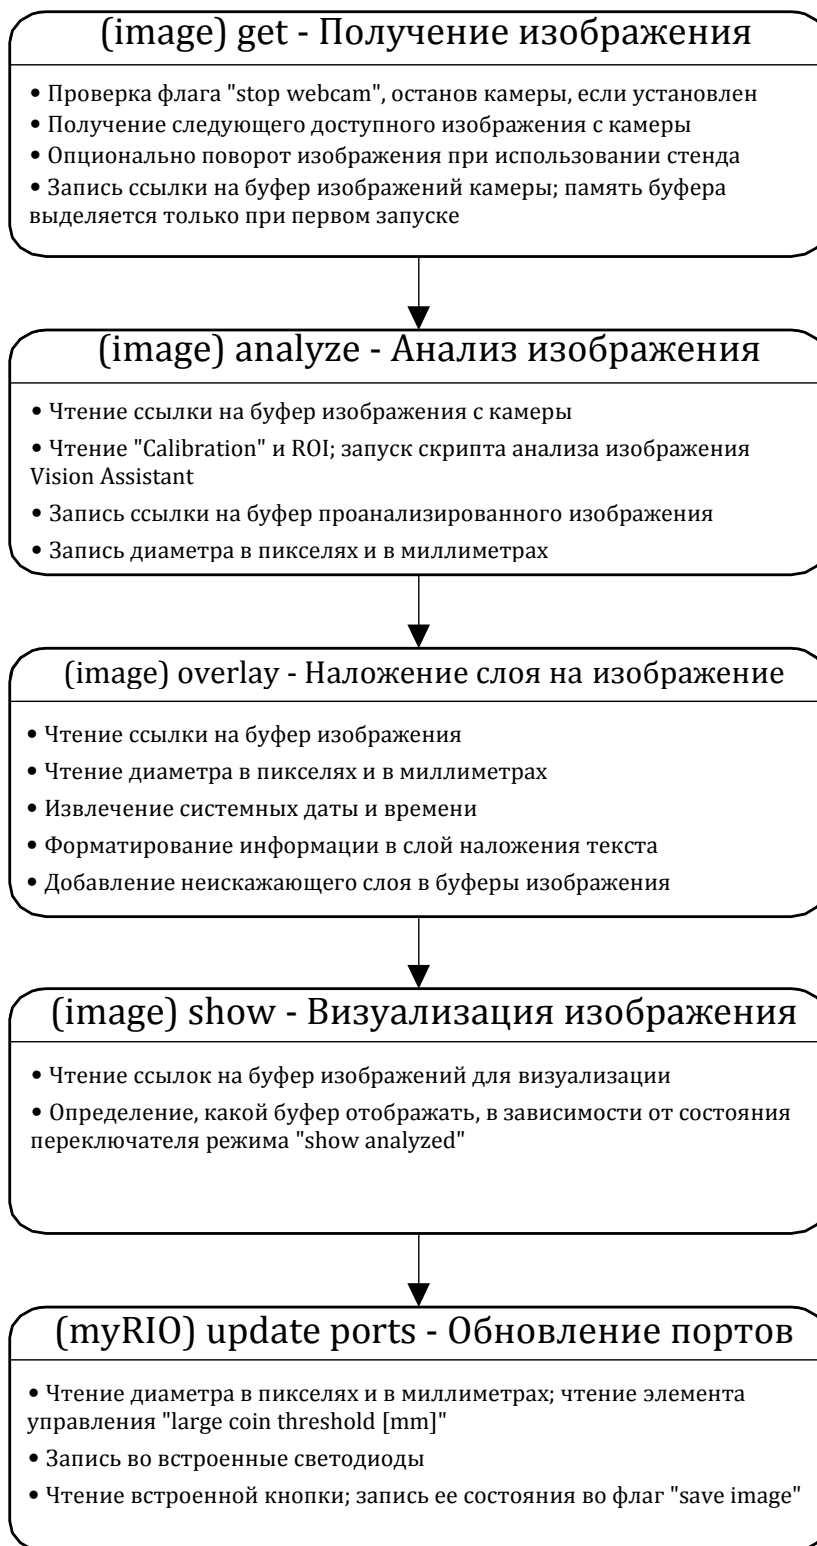 (image) get - Получение изображения
• Проверка флага "stop webcam", останов камеры, если установлен
• Получение следующего доступного изображения с камеры
• Опционально поворот изображения при использовании стенда
• Запись ссылки на буфер изображений камеры; память буфера
выделяется только при первом запуске
(image) analyze - Анализ изображения
• Чтение ссылки на буфер изображения с камеры
• Чтение "Calibration" и ROI; запуск скрипта анализа изображения
Vision Assistant
• Запись ссылки на буфер проанализированного изображения
• Запись диаметра в пикселях и в миллиметрах
(image) overlay - Наложение слоя на изображение
• Чтение ссылки на буфер изображения
• Чтение диаметра в пикселях и в миллиметрах
• Извлечение системных даты и времени
• Форматирование информации в слой наложения текста
• Добавление неискажающего слоя в буферы изображения
(image) show - Визуализация изображения
• Чтение ссылок на буфер изображений для визуализации
• Определение, какой буфер отображать, в зависимости от состояния
переключателя режима "show analyzed"
(myRIO) update ports - Обновление портов
• Чтение диаметра в пикселях и в миллиметрах; чтение элемента
управления "large coin threshold [mm]"
• Запись во встроенные светодиоды
• Чтение встроенной кнопки; запись ее состояния во флаг "save image"